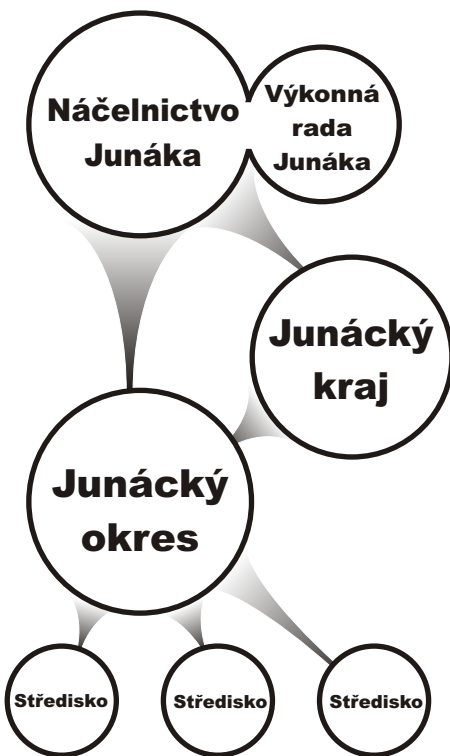 Náčelnictvo
Junáka
Výkonná
rada
Junáka
Junácký
kraj
Junácký
okres
Středisko
Středisko
Středisko